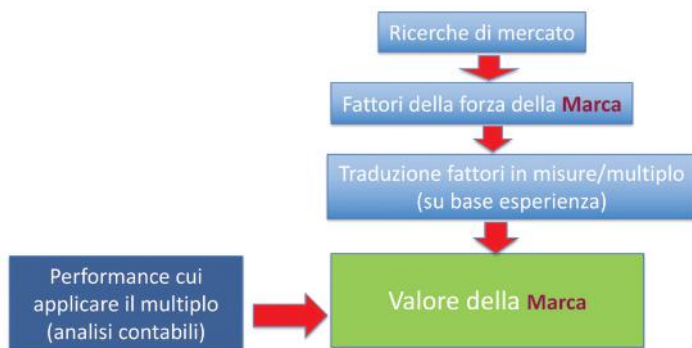 Ricerche di mercato
Fattori della forza della Marca
Traduzione fattori in misure/multiplo
(su base esperienza)
Performance cui
applicare il multiplo
(analisi contabili)
Valore della Marca